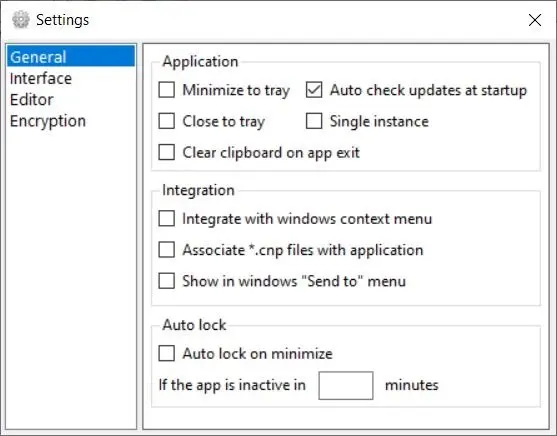 Settings
General
Interface
Editor
Encryption
Application
Minimize to tray
Auto check updates at startup
Close to tray
Single instance
Clear clipboard on app exit
Integration
Integrate with windows context menu
Associate *.cnp files with application
Show in windows "Send to" menu
Auto lock
Auto lock on minimize
If the app is inactive in minutes